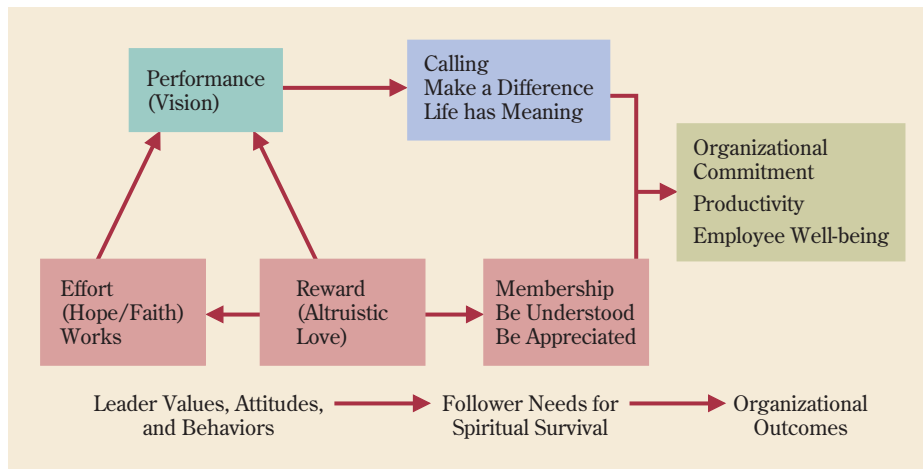 Performance
(Vision)
Calling
Make a Difference
Life has Meaning
Organizational
Commitment
Productivity
Employee Well-being
Effort
(Hope/Faith)
Works
Reward
(Altruistic
Love)
Membership
Be Understood
Be Appreciated
Leader Values, Attitudes,
and Behaviors
Follower Needs for
Spiritual Survival
Organizational
Outcomes